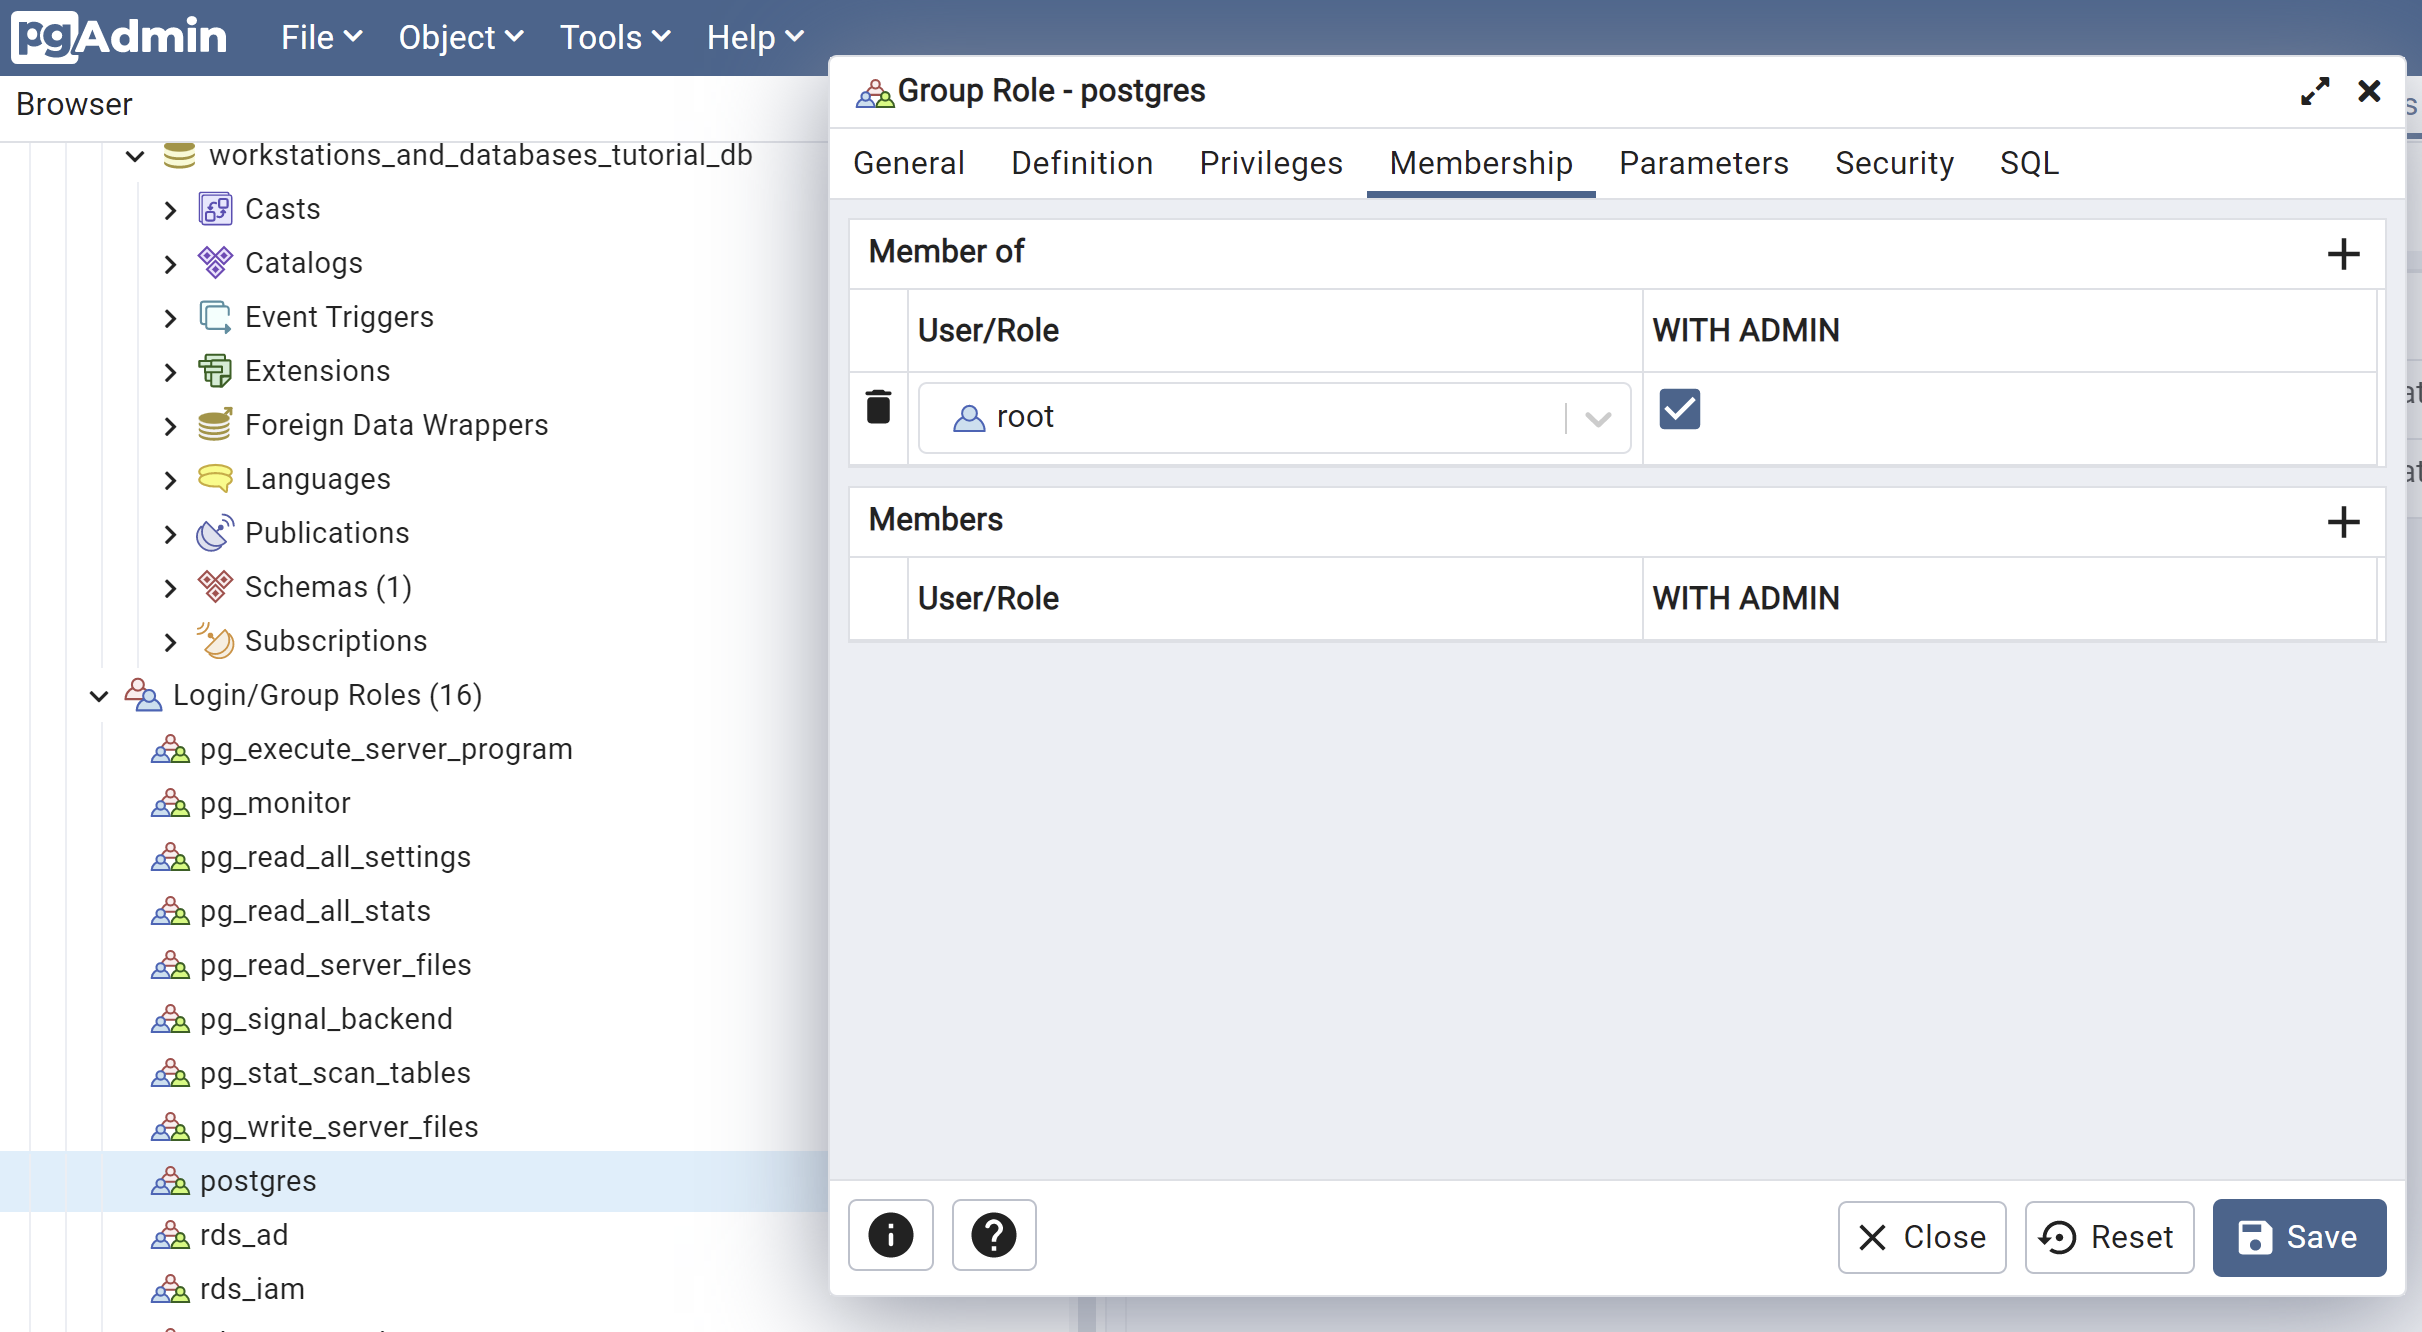 pgAdmin File Object Tools Help
Browser
workstations_and_databases_tutorial_db
Casts
Catalogs
Event Triggers
Extensions
Foreign Data Wrappers
Languages
Publications
Schemas (1)
Subscriptions
Login/Group Roles (16)
pg_execute_server_program
pg_monitor
pg_read_all_settings
pg_read_all_stats
pg_read_server_files
pg_signal_backend
pg_stat_scan_tables
pg_write_server_files
postgres
rds_ad
rds_iam
Group Role - postgres
General Definition Privileges Membership Parameters Security SQL
Member of
User/Role WITH ADMIN
root
Members
User/Role WITH ADMIN
Close Reset Save